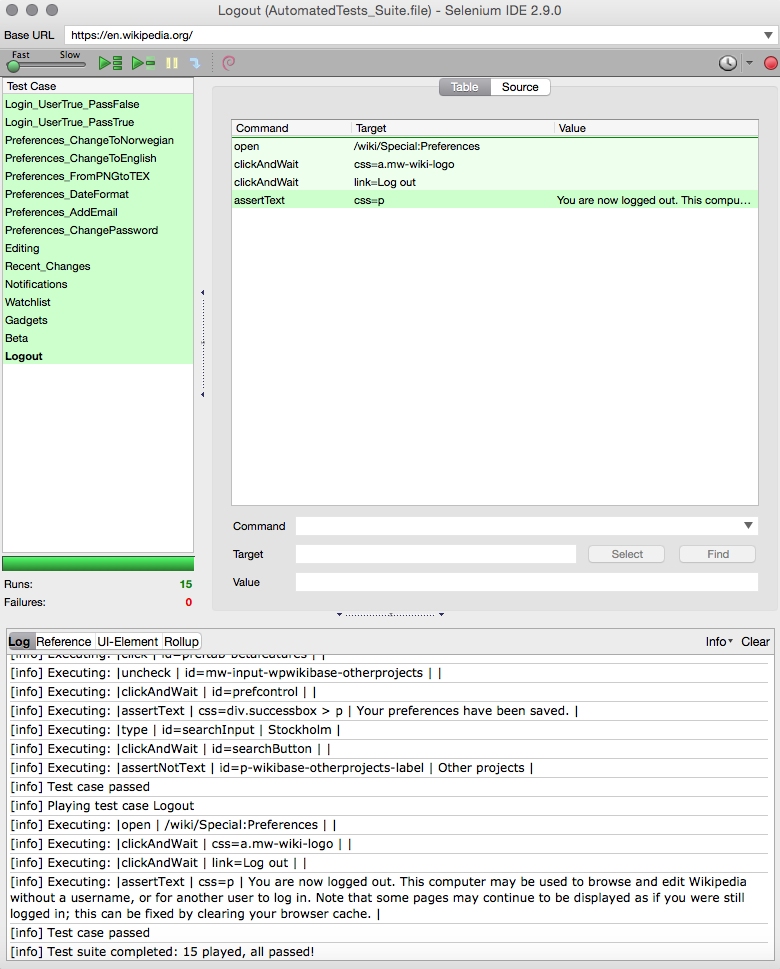 Logout (AutomatedTests_Suite.file) - Selenium IDE 2.9.0
Base URL https://en.wikipedia.org/
Fast Slow
Test Case
Login_UserTrue_PassFalse
Login_UserTrue_PassTrue
Preferences_ChangeToNorwegian
Preferences_ChangeToEnglish
Preferences_FromPNGtoTEX
Preferences_DateFormat
Preferences_AddEmail
Preferences_ChangePassword
Editing
Recent_Changes
Notifications
Watchlist
Gadgets
Beta
Logout
Runs: 15
Failures: 0
Table Source
Command Target Value
open /wiki/Special:Preferences
clickAndWait css=a.mw-wiki-logo
clickAndWait link=Log out
assertText css=p You are now logged out. This compu…
Command
Target Select Find
Value
Log Reference UI-Element Rollup Info Clear
[info] Executing: |click | id=preftab-betafeatures | |
[info] Executing: |uncheck | id=mw-input-wpwikibase-otherprojects | |
[info] Executing: |clickAndWait | id=prefcontrol | |
[info] Executing: |assertText | css=div.successbox > p | Your preferences have been saved. |
[info] Executing: |type | id=searchInput | Stockholm |
[info] Executing: |clickAndWait | id=searchButton | |
[info] Executing: |assertNotText | id=p-wikibase-otherprojects-label | Other projects |
[info] Test case passed
[info] Playing test case Logout
[info] Executing: |open | /wiki/Special:Preferences | |
[info] Executing: |clickAndWait | css=a.mw-wiki-logo | |
[info] Executing: |clickAndWait | link=Log out | |
[info] Executing: |assertText | css=p | You are now logged out. This computer may be used to browse and edit Wikipedia
without a username, or for another user to log in. Note that some pages may continue to be displayed as if you were still
logged in; this can be fixed by clearing your browser cache. |
[info] Test case passed
[info] Test suite completed: 15 played, all passed!